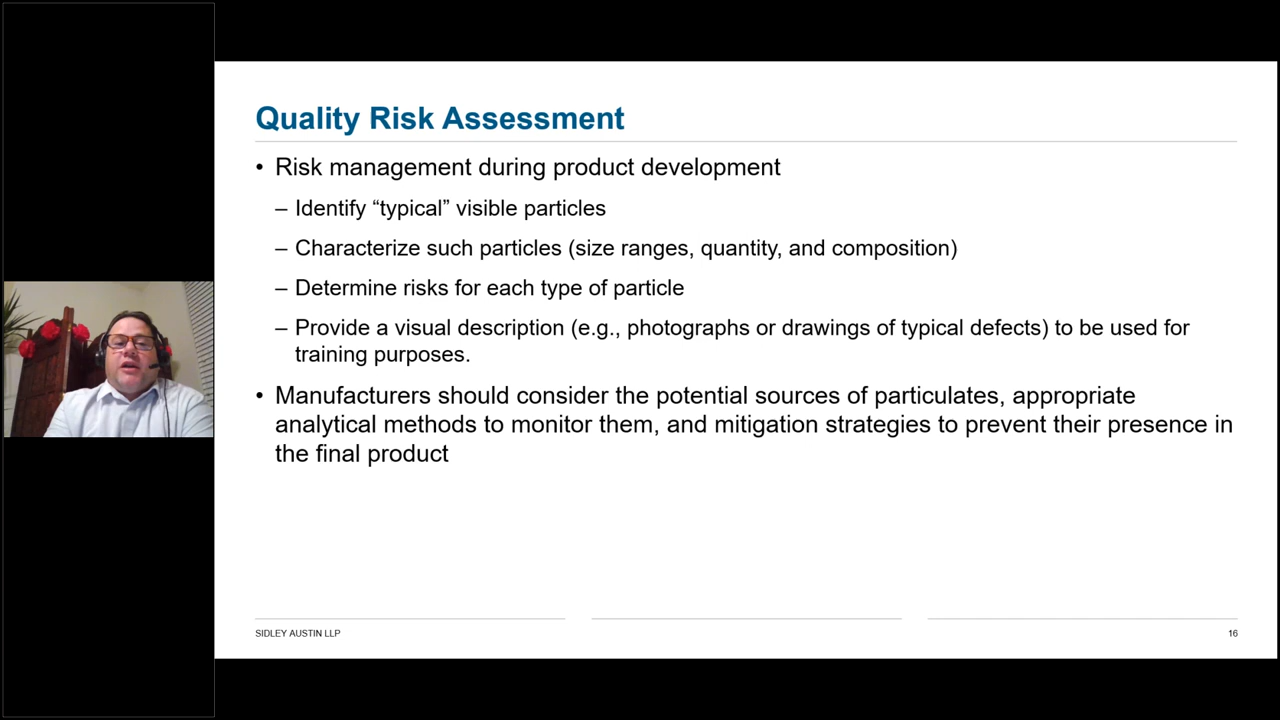 Quality Risk Assessment
• Risk management during product development
– Identify “typical” visible particles
– Characterize such particles (size ranges, quantity, and composition)
– Determine risks for each type of particle
– Provide a visual description (e.g., photographs or drawings of typical defects) to be used for
training purposes.
• Manufacturers should consider the potential sources of particulates, appropriate
analytical methods to monitor them, and mitigation strategies to prevent their presence in
the final product
SIDLEY AUSTIN LLP
16